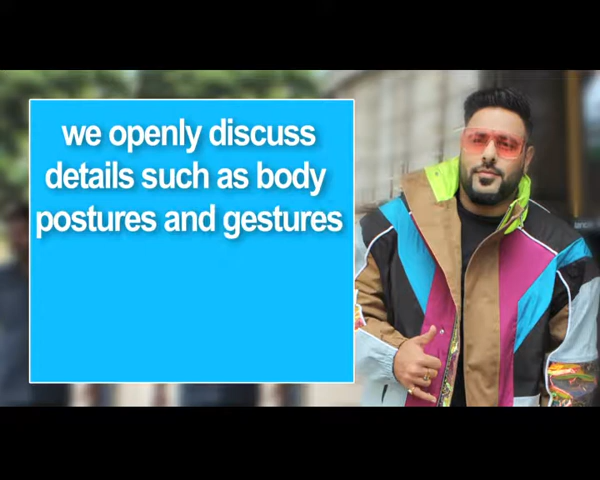 we openly discuss
details such as body
postures and gestures